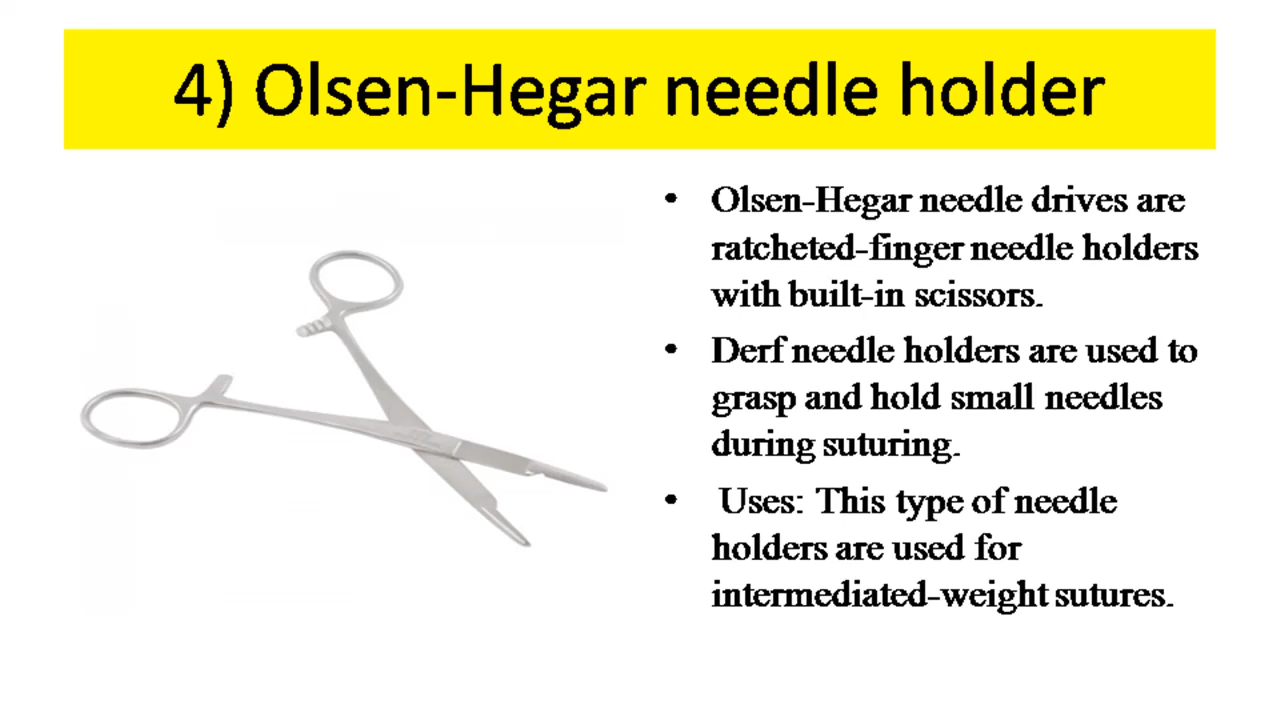 4) Olsen-Hegar needle holder
• Olsen-Hegar needle drives are
ratcheted-finger needle holders
with built-in scissors.
• Derf needle holders are used to
grasp and hold small needles
during suturing.
• Uses: This type of needle
holders are used for
intermediated-weight sutures.